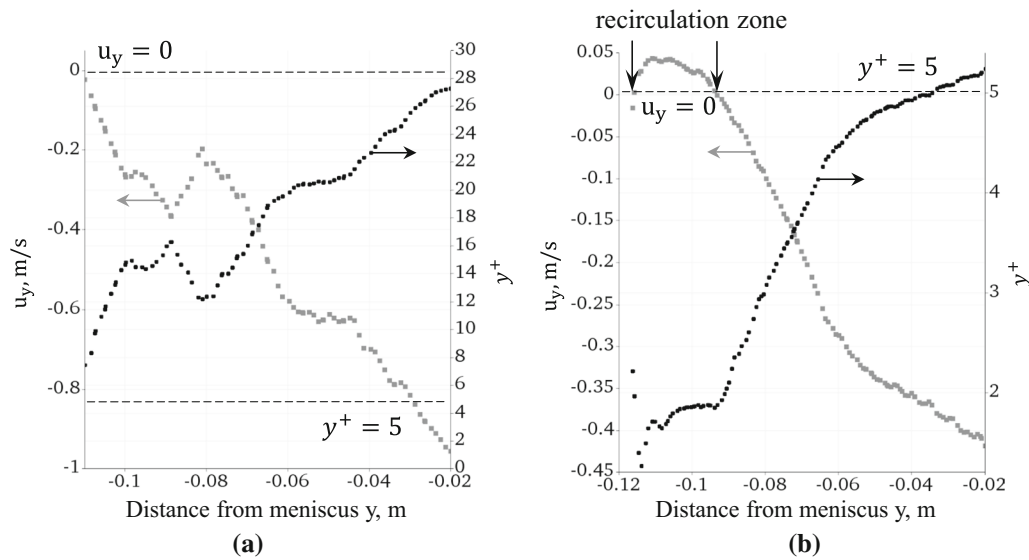 u_y = 0
0
-0.2
-0.4
-0.6
-0.8
-1
u_y, m/s
30
28
26
24
22
20
18
16
14
12
10
8
6
4
2
0
y⁺
y⁺ = 5
-0.1 -0.08 -0.06 -0.04 -0.02
Distance from meniscus y, m
(a)
recirculation zone
y⁺ = 5
u_y = 0
0.05
0
-0.05
-0.1
-0.15
-0.2
-0.25
-0.3
-0.35
-0.4
-0.45
u_y, m/s
5
4
3
2
y⁺
-0.12 -0.1 -0.08 -0.06 -0.04 -0.02
Distance from meniscus y, m
(b)